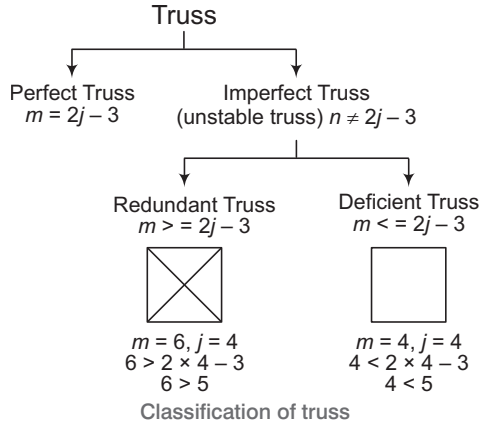 Truss
Perfect Truss
m = 2j – 3
Imperfect Truss
(unstable truss) n ≠ 2j – 3
Redundant Truss
m > = 2j – 3
Deficient Truss
m < = 2j – 3
m = 6, j = 4
6 > 2 × 4 – 3
6 > 5
m = 4, j = 4
4 < 2 × 4 – 3
4 < 5
Classification of truss